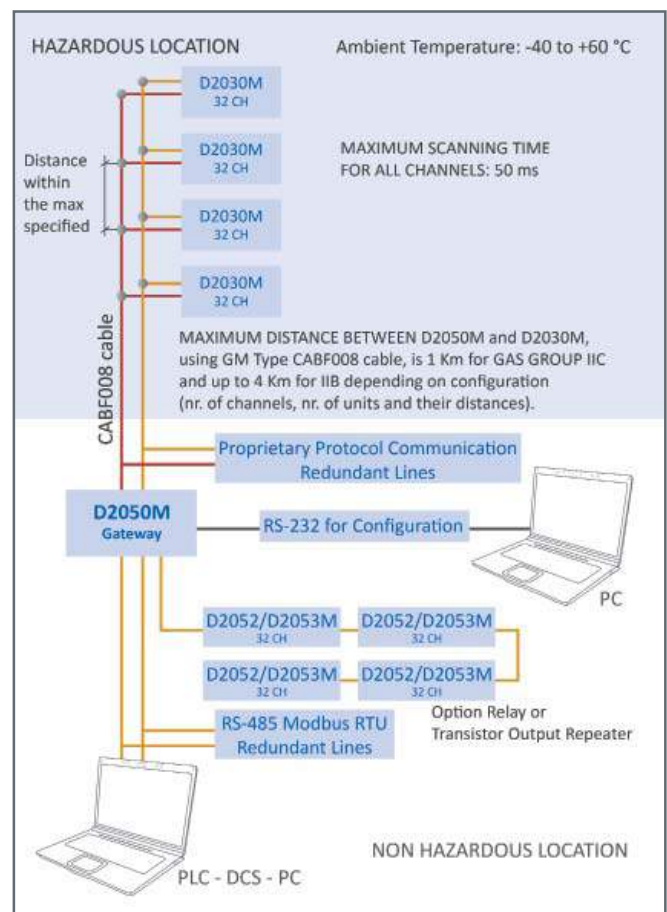 HAZARDOUS LOCATION
Ambient Temperature: -40 to +60 °C
D2030M
32 CH
D2030M
32 CH
MAXIMUM SCANNING TIME
FOR ALL CHANNELS: 50 ms
Distance
within
the max
specified
D2030M
32 CH
D2030M
32 CH
CABF008 cable
MAXIMUM DISTANCE BETWEEN D2050M and D2030M,
using GM Type CABF008 cable, is 1 Km for GAS GROUP IIC
and up to 4 Km for IIB depending on configuration
(nr. of channels, nr. of units and their distances).
Proprietary Protocol Communication
Redundant Lines
D2050M
Gateway
RS-232 for Configuration
PC
D2052/D2053M
32 CH
D2052/D2053M
32 CH
D2052/D2053M
32 CH
D2052/D2053M
32 CH
Option Relay or
Transistor Output Repeater
RS-485 Modbus RTU
Redundant Lines
PLC - DCS - PC
NON HAZARDOUS LOCATION